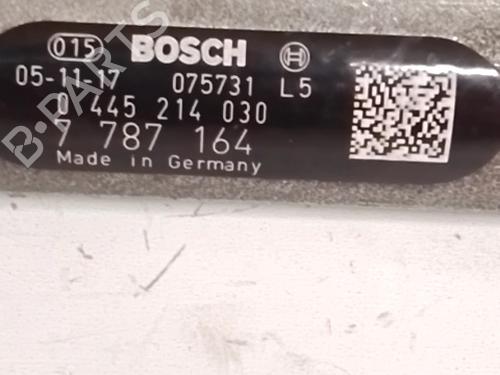 015 BOSCH
05-11-17 075731 L5
0 445 214 030
7 787 164
Made in Germany
B-PARTS